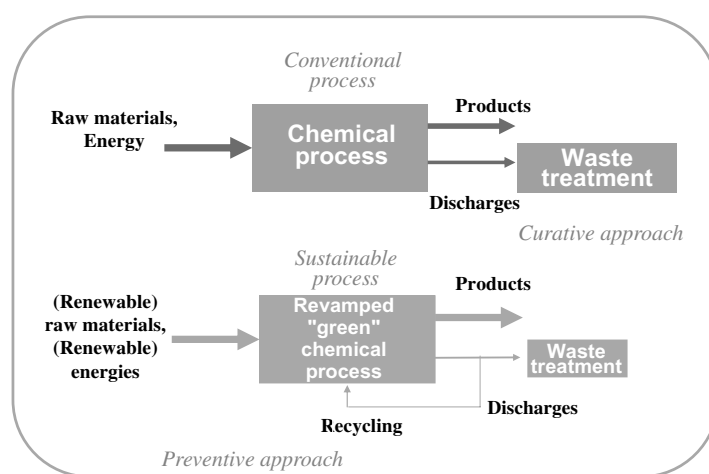 Conventional
process
Raw materials,
Energy
Chemical
process
Products
Discharges
Waste
treatment
Curative approach
Sustainable
process
(Renewable)
raw materials,
(Renewable)
energies
Revamped
"green"
chemical
process
Products
Waste
treatment
Discharges
Recycling
Preventive approach